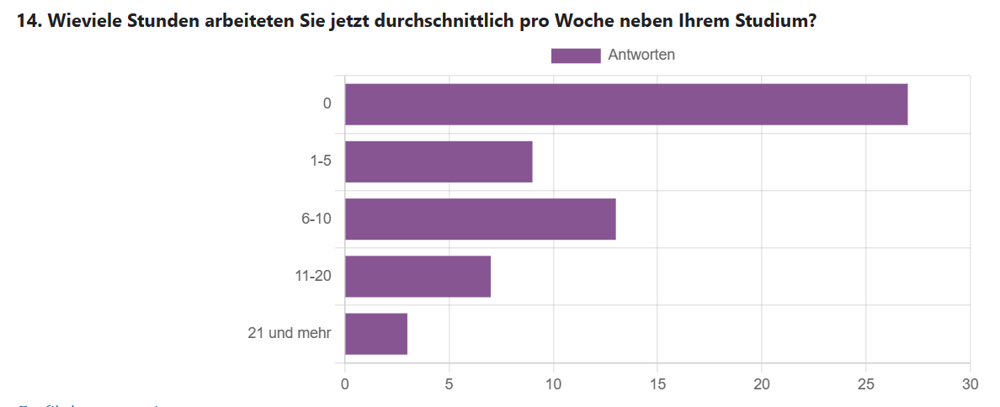 14. Wieviele Stunden arbeiteten Sie jetzt durchschnittlich pro Woche neben Ihrem Studium?
Antworten
0
1-5
6-10
11-20
21 und mehr
0 5 10 15 20 25 30